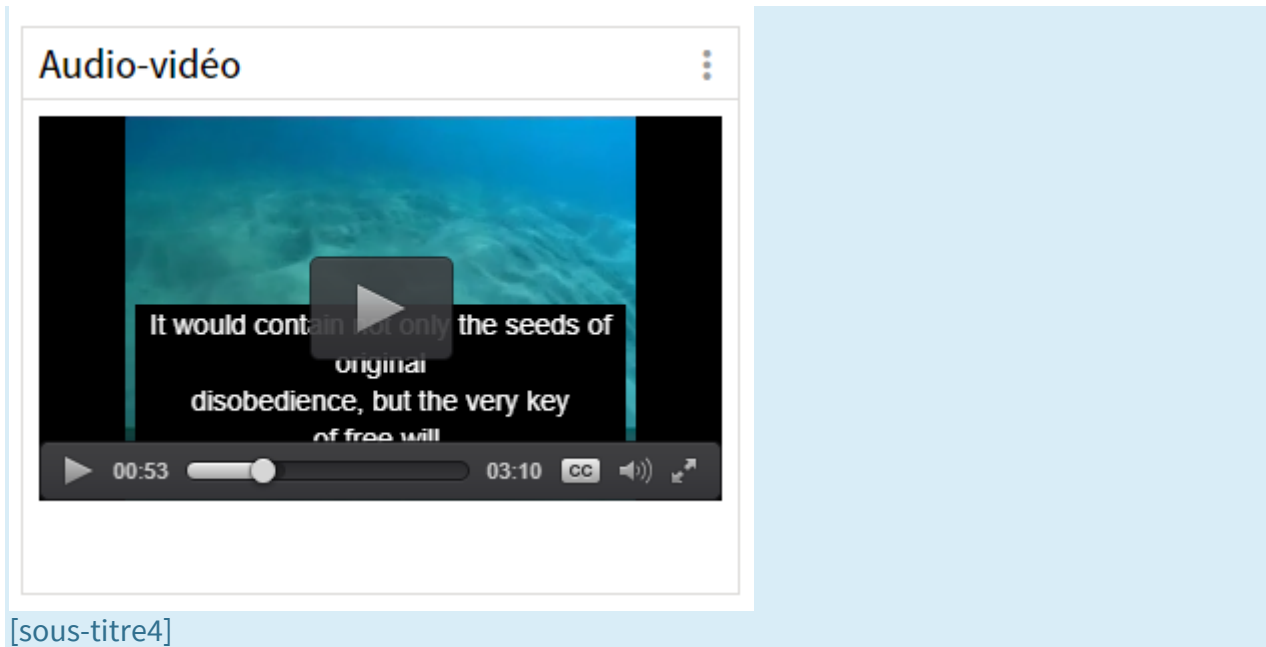 Audio-vidéo
It would contain not only the seeds of
original
disobedience, but the very key
of free will
00:53 03:10 CC
[sous-titre4]